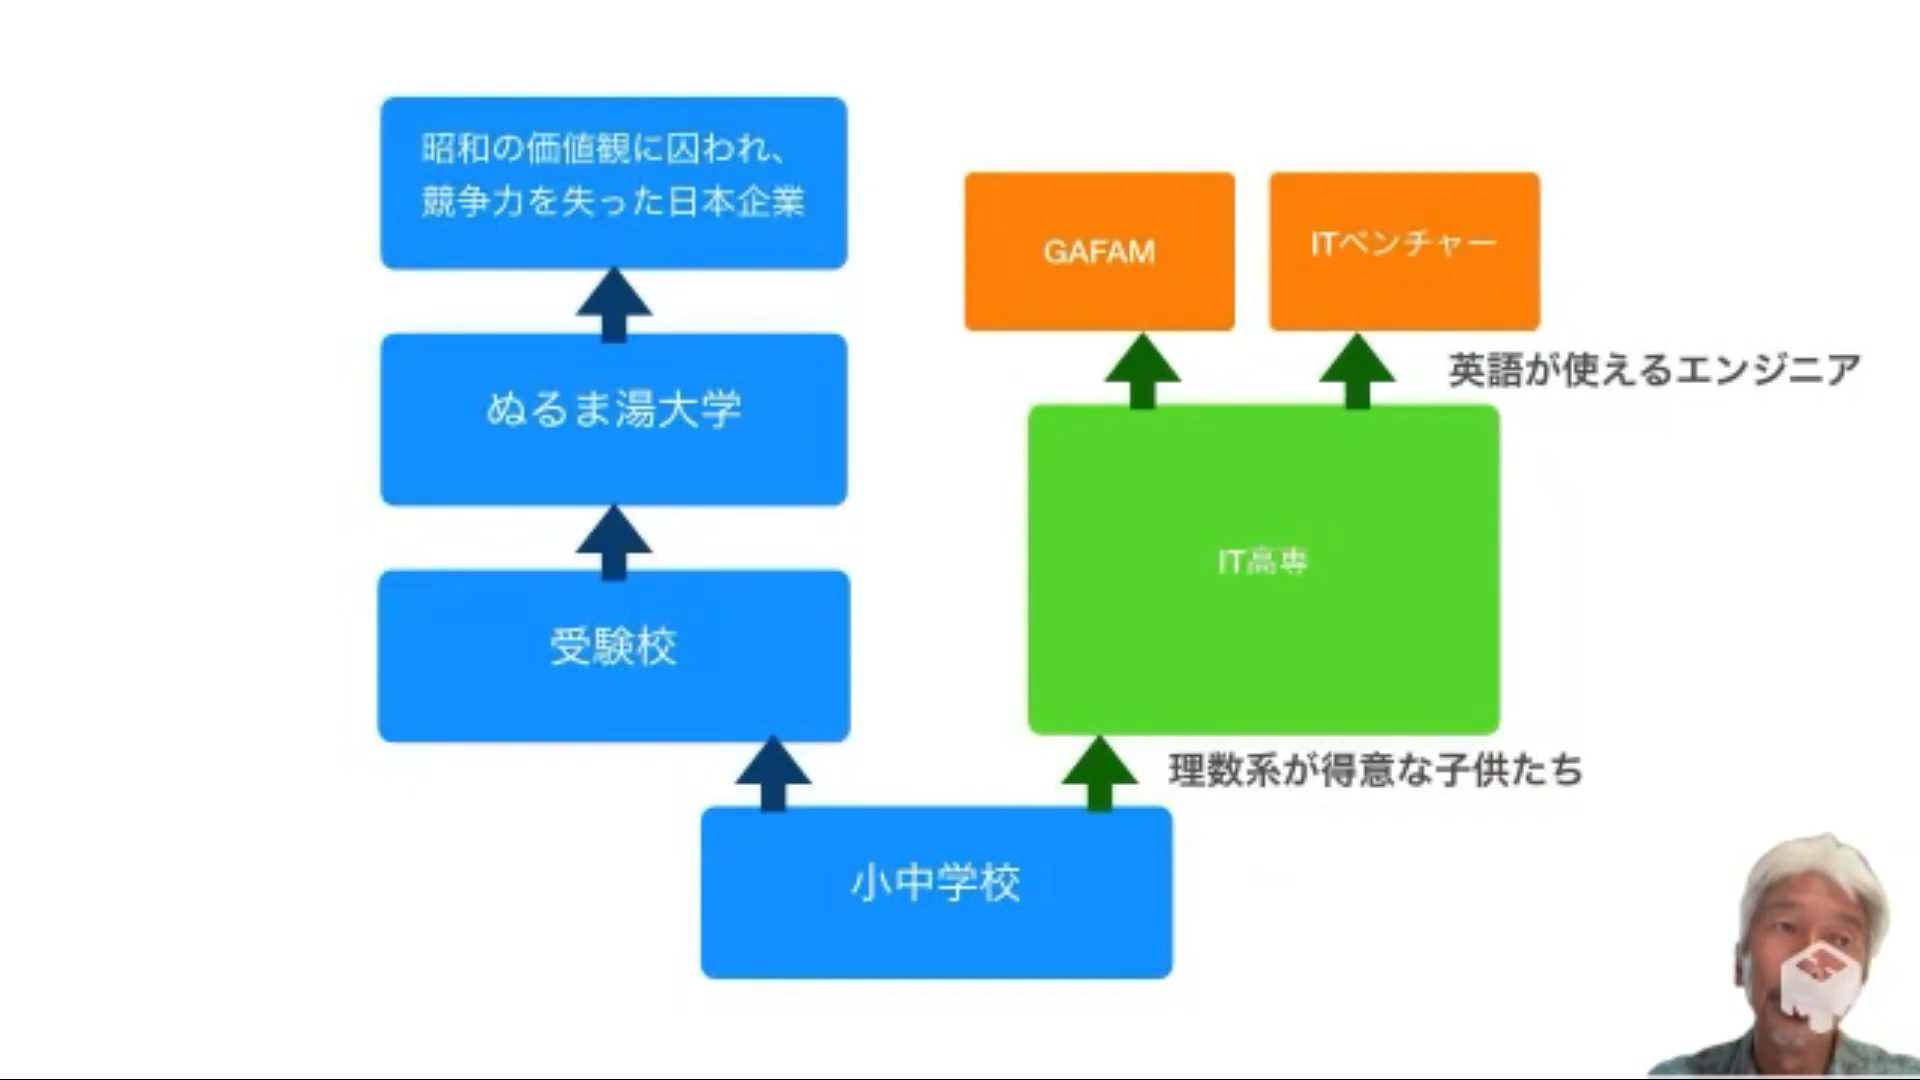 昭和の価値観に囚われ、
競争力を失った日本企業
GAFAM
ITベンチャー
英語が使えるエンジニア
ぬるま湯大学
IT高専
受験校
理数系が得意な子供たち
小中学校